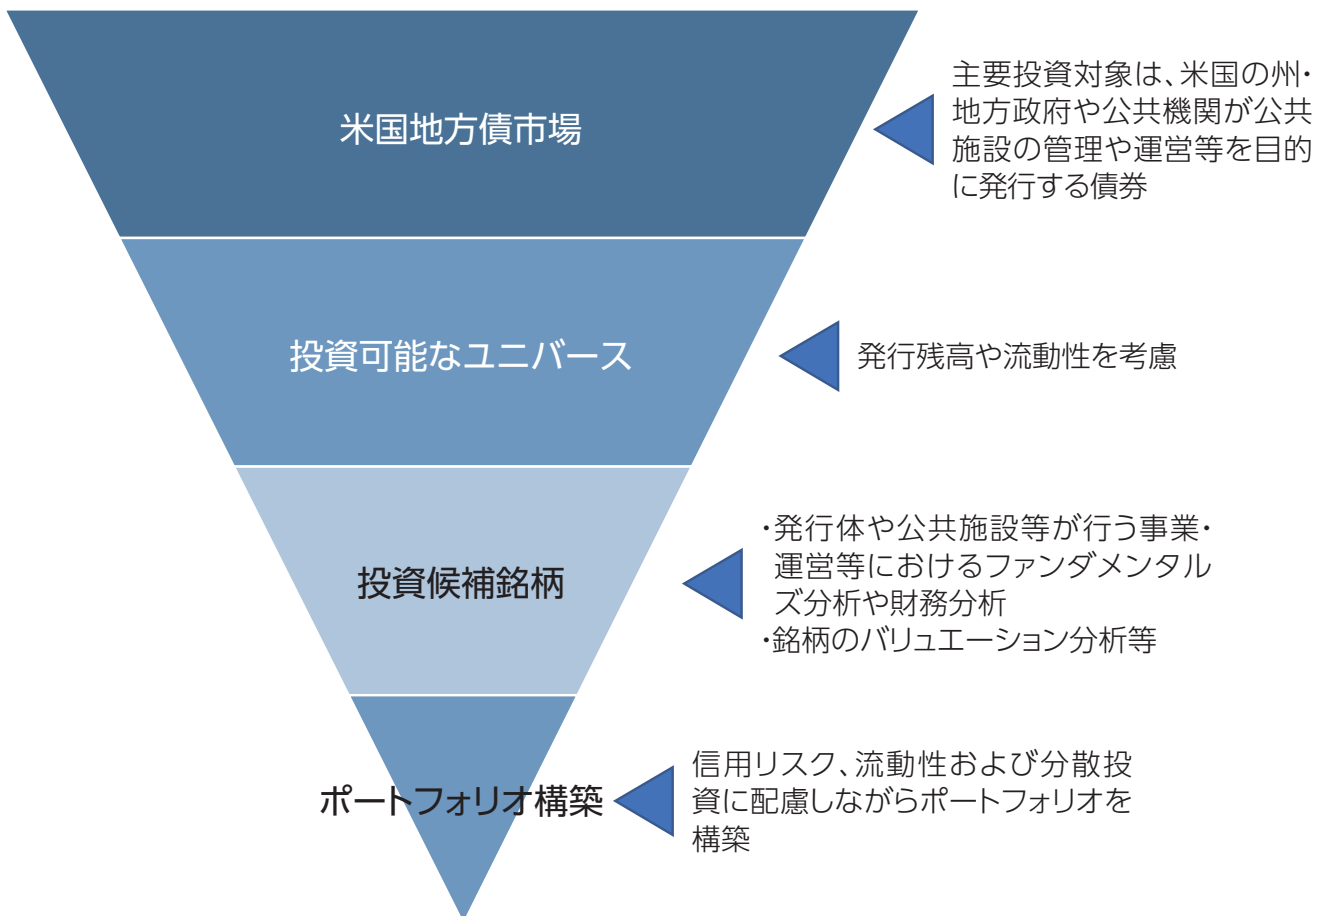 米国地方債市場
主要投資対象は、米国の州・
地方政府や公共機関が公共
施設の管理や運営等を目的
に発行する債券
投資可能なユニバース
発行残高や流動性を考慮
投資候補銘柄
・発行体や公共施設等が行う事業・
運営等におけるファンダメンタル
ズ分析や財務分析
・銘柄のバリュエーション分析等
ポートフォリオ構築
信用リスク、流動性および分散投
資に配慮しながらポートフォリオを
構築